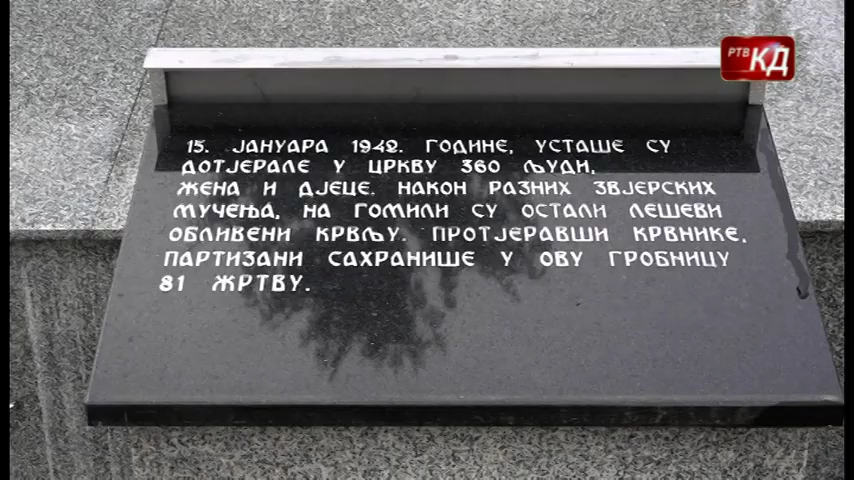 РТВ КД
15. ЈАНУАРА 1942. ГОДИНЕ, УСТАШЕ СУ
ДОТЈЕРАЛЕ У ЦРКВУ 360 ЉУДИ,
ЖЕНА И ДЈЕЦЕ. НАКОН РАЗНИХ ЗВЈЕРСКИХ
МУЧЕЊА, НА ГОМИЛИ СУ ОСТАЛИ ЛЕШЕВИ
ОБЛИВЕНИ КРВЉУ. ПРОТЈЕРАВШИ КРВНИКЕ,
ПАРТИЗАНИ САХРАНИШЕ У ОВУ ГРОБНИЦУ
81 ЖРТВУ.